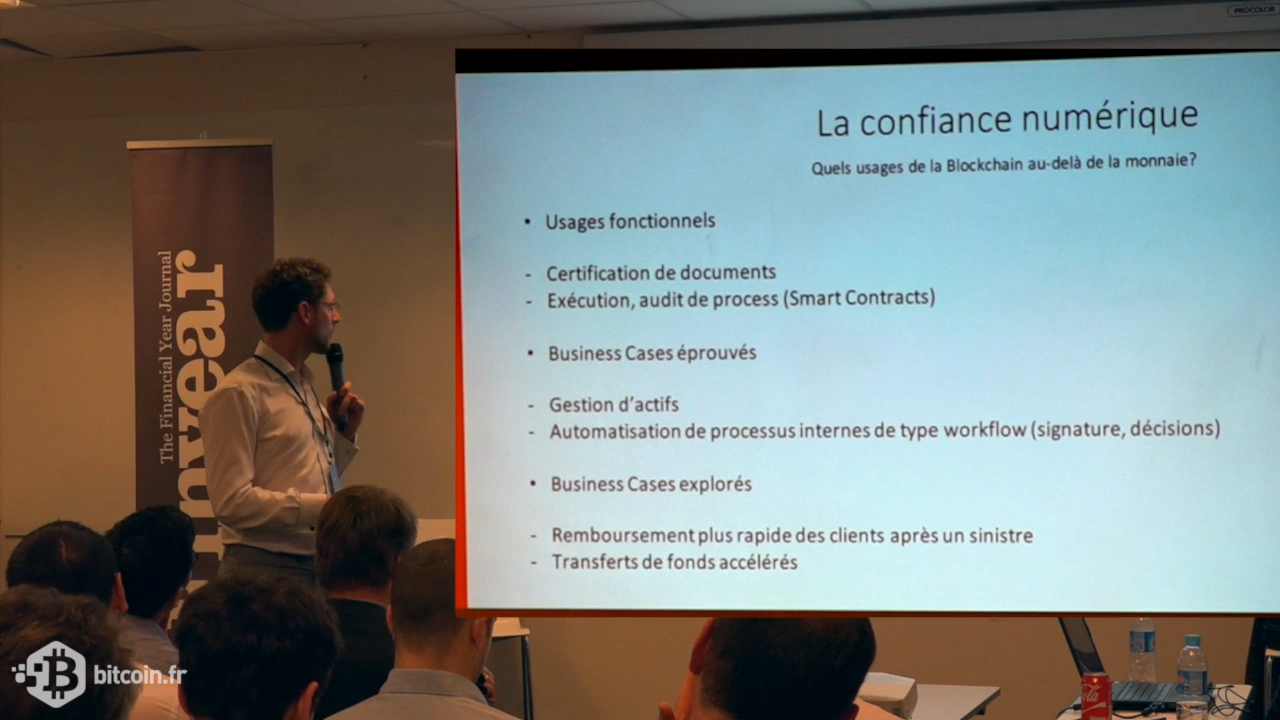 PROCOLOR
La confiance numérique
Quels usages de la Blockchain au-delà de la monnaie?
• Usages fonctionnels
- Certification de documents
- Exécution, audit de process (Smart Contracts)
• Business Cases éprouvés
- Gestion d'actifs
- Automatisation de processus internes de type workflow (signature, décisions)
• Business Cases explorés
- Remboursement plus rapide des clients après un sinistre
- Transferts de fonds accélérés
The Financial Year Journal
bitcoin.fr